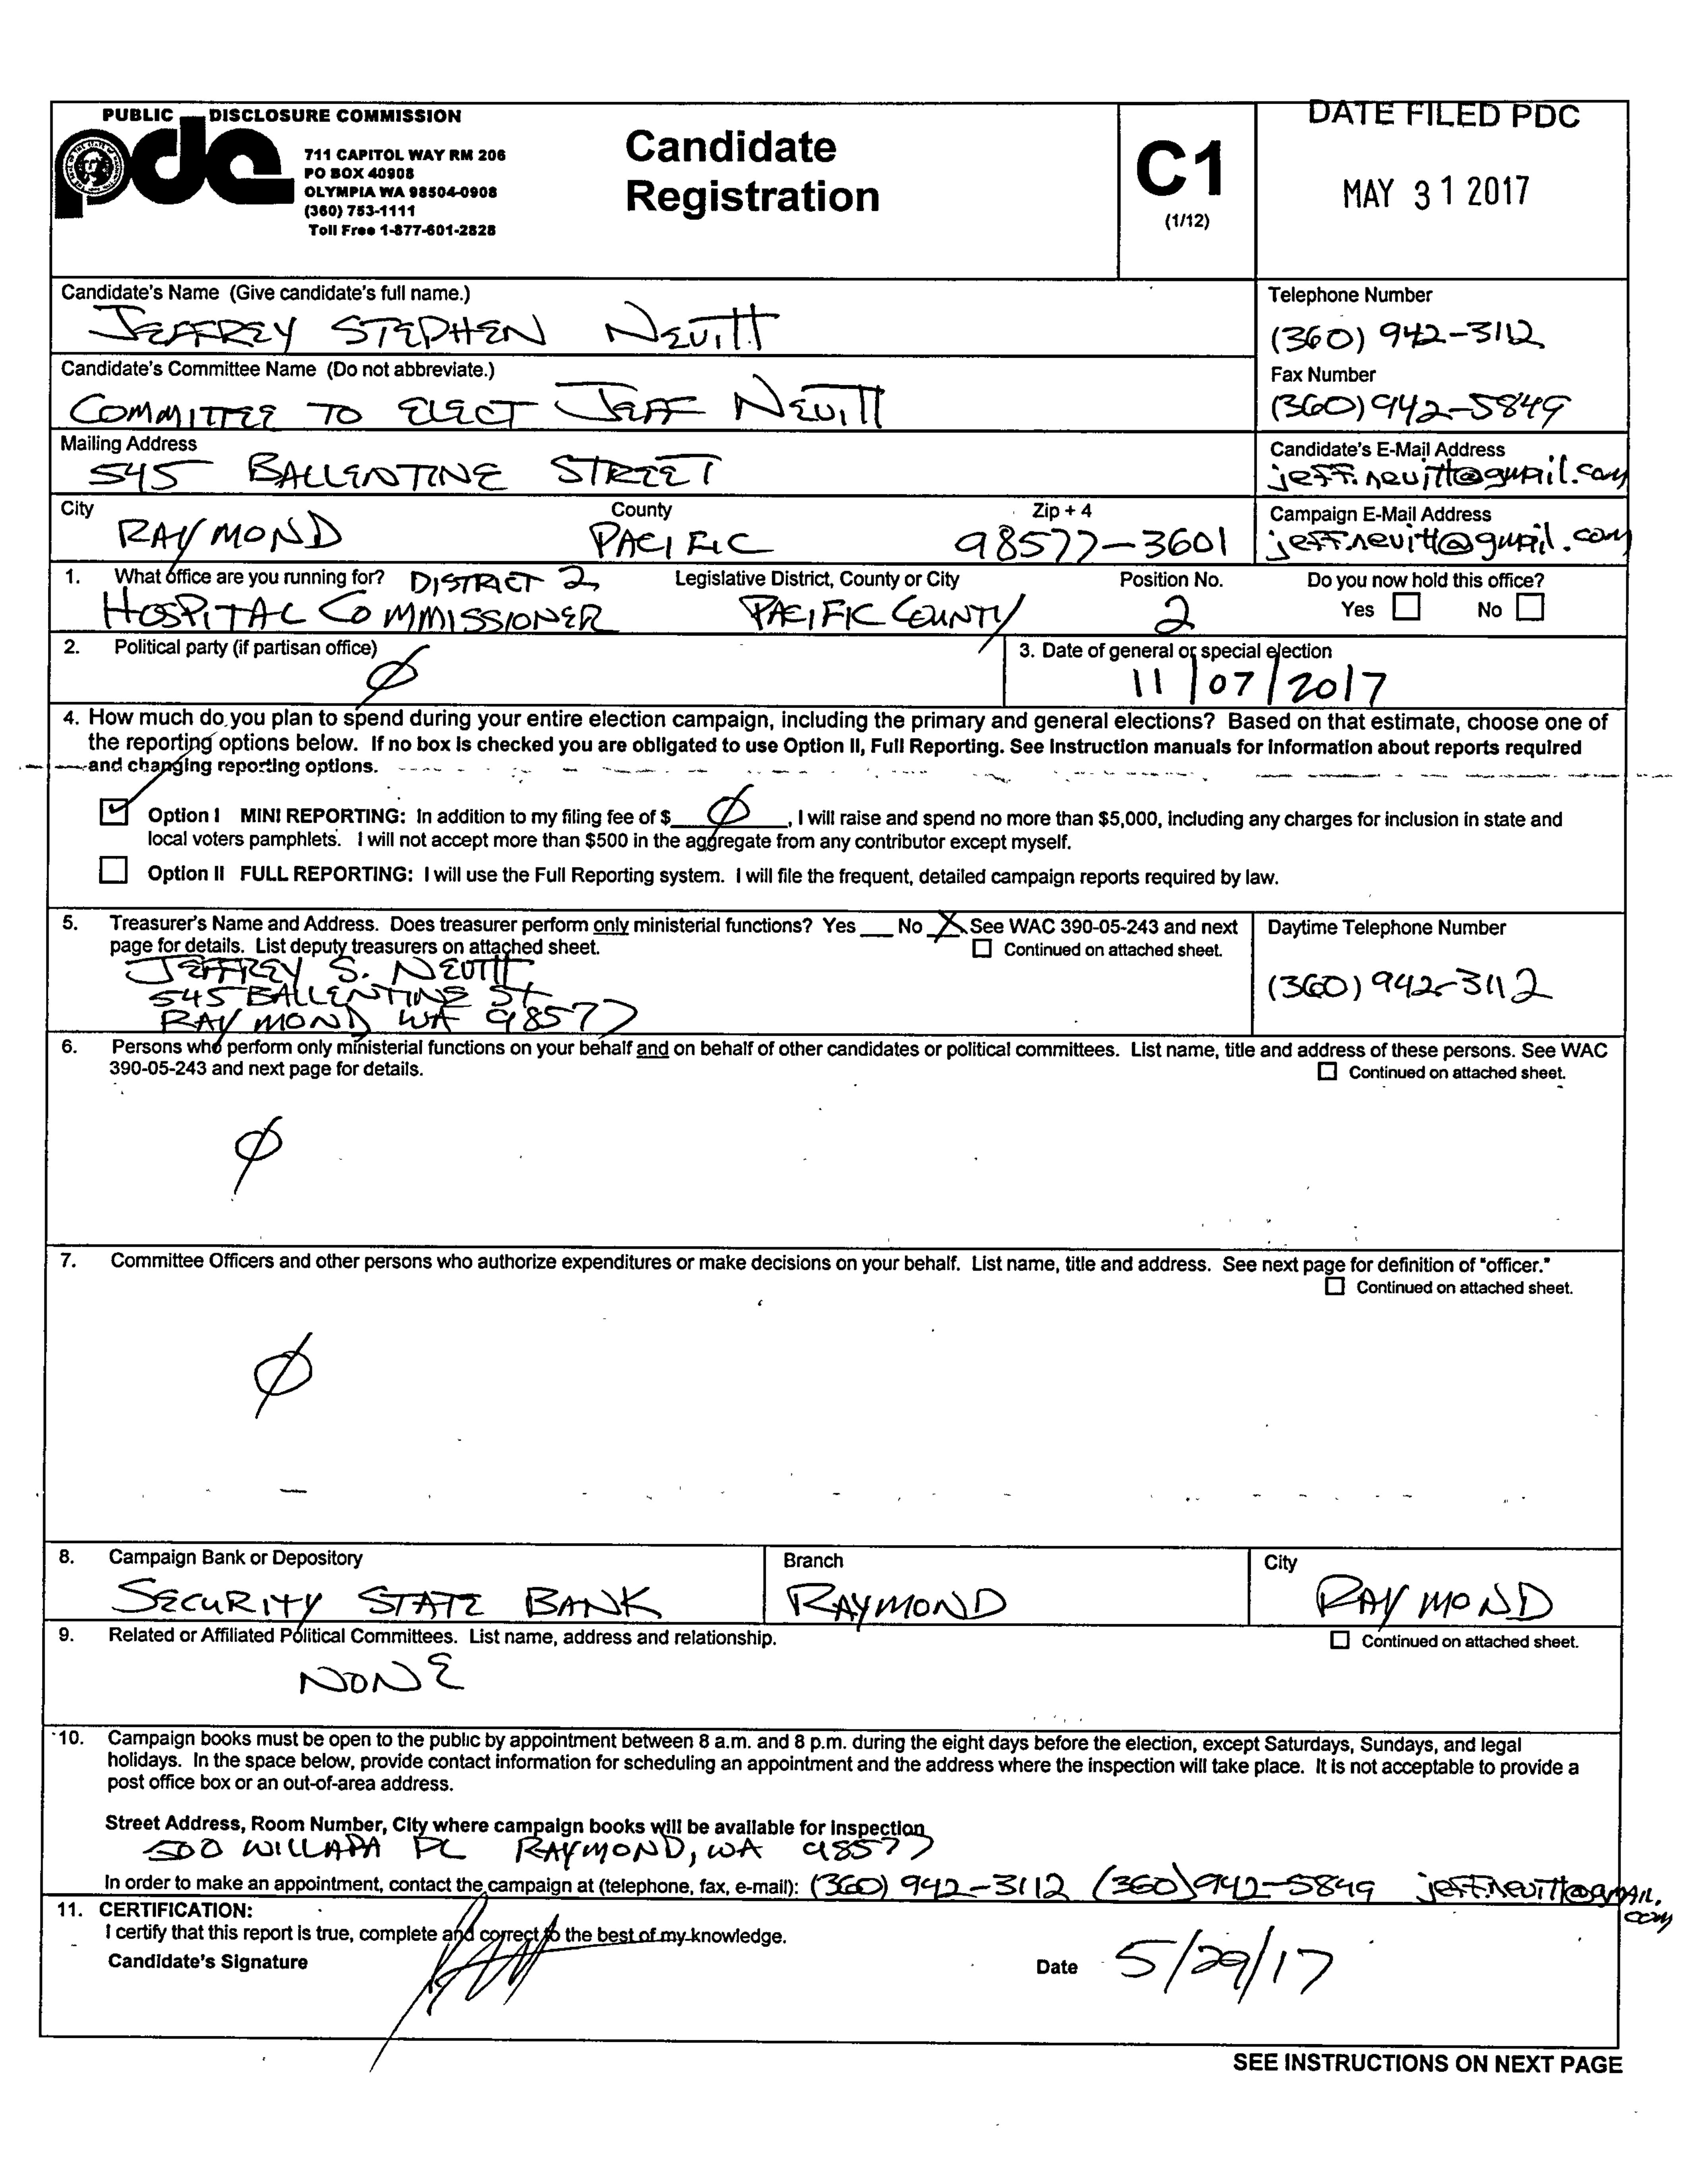 PUBLIC DISCLOSURE COMMISSION
pdc
711 CAPITOL WAY RM 206
PO BOX 40908
OLYMPIA WA 98504-0908
(360) 753-1111
Toll Free 1-877-601-2828
Candidate
Registration
C1
(1/12)
DATE FILED PDC
MAY 31 2017
Candidate's Name (Give candidate's full name.)
JEFFREY STEPHEN NEVITT
Telephone Number
(360) 942-3112
Candidate's Committee Name (Do not abbreviate.)
COMMITTEE TO ELECT JEFF NEVITT
Fax Number
(360) 942-5849
Mailing Address
545 BALLENTINE STREET
Candidate's E-Mail Address
jeff.nevitt@gmail.com
City County Zip + 4
RAYMOND PACIFIC 98577-3601
Campaign E-Mail Address
jeff.nevitt@gmail.com
1. What office are you running for? DISTRICT 2
HOSPITAL COMMISSIONER
Legislative District, County or City
PACIFIC COUNTY
Position No.
2
Do you now hold this office?
Yes ☐ No ☐
2. Political party (if partisan office)
Ø
3. Date of general or special election
11/07/2017
4. How much do you plan to spend during your entire election campaign, including the primary and general elections? Based on that estimate, choose one of
the reporting options below. If no box is checked you are obligated to use Option II, Full Reporting. See instruction manuals for information about reports required
and changing reporting options.
☑ Option I MINI REPORTING: In addition to my filing fee of $ Ø , I will raise and spend no more than $5,000, including any charges for inclusion in state and
local voters pamphlets. I will not accept more than $500 in the aggregate from any contributor except myself.
☐ Option II FULL REPORTING: I will use the Full Reporting system. I will file the frequent, detailed campaign reports required by law.
5. Treasurer's Name and Address. Does treasurer perform only ministerial functions? Yes ___ No X See WAC 390-05-243 and next
page for details. List deputy treasurers on attached sheet. ☐ Continued on attached sheet.
JEFFREY S. NEVITT
545 BALLENTINE ST
RAYMOND WA 98577
Daytime Telephone Number
(360) 942-3112
6. Persons who perform only ministerial functions on your behalf and on behalf of other candidates or political committees. List name, title and address of these persons. See WAC
390-05-243 and next page for details. ☐ Continued on attached sheet.
Ø
7. Committee Officers and other persons who authorize expenditures or make decisions on your behalf. List name, title and address. See next page for definition of "officer."
☐ Continued on attached sheet.
Ø
8. Campaign Bank or Depository
SECURITY STATE BANK
Branch
RAYMOND
City
RAYMOND
9. Related or Affiliated Political Committees. List name, address and relationship. ☐ Continued on attached sheet.
NONE
10. Campaign books must be open to the public by appointment between 8 a.m. and 8 p.m. during the eight days before the election, except Saturdays, Sundays, and legal
holidays. In the space below, provide contact information for scheduling an appointment and the address where the inspection will take place. It is not acceptable to provide a
post office box or an out-of-area address.
Street Address, Room Number, City where campaign books will be available for inspection
500 WILLAPA PL RAYMOND, WA 98577
In order to make an appointment, contact the campaign at (telephone, fax, e-mail): (360) 942-3112 (360) 942-5849 jeff.nevitt@gmail.
com
11. CERTIFICATION:
I certify that this report is true, complete and correct to the best of my knowledge.
Candidate's Signature
Date 5/29/17
SEE INSTRUCTIONS ON NEXT PAGE